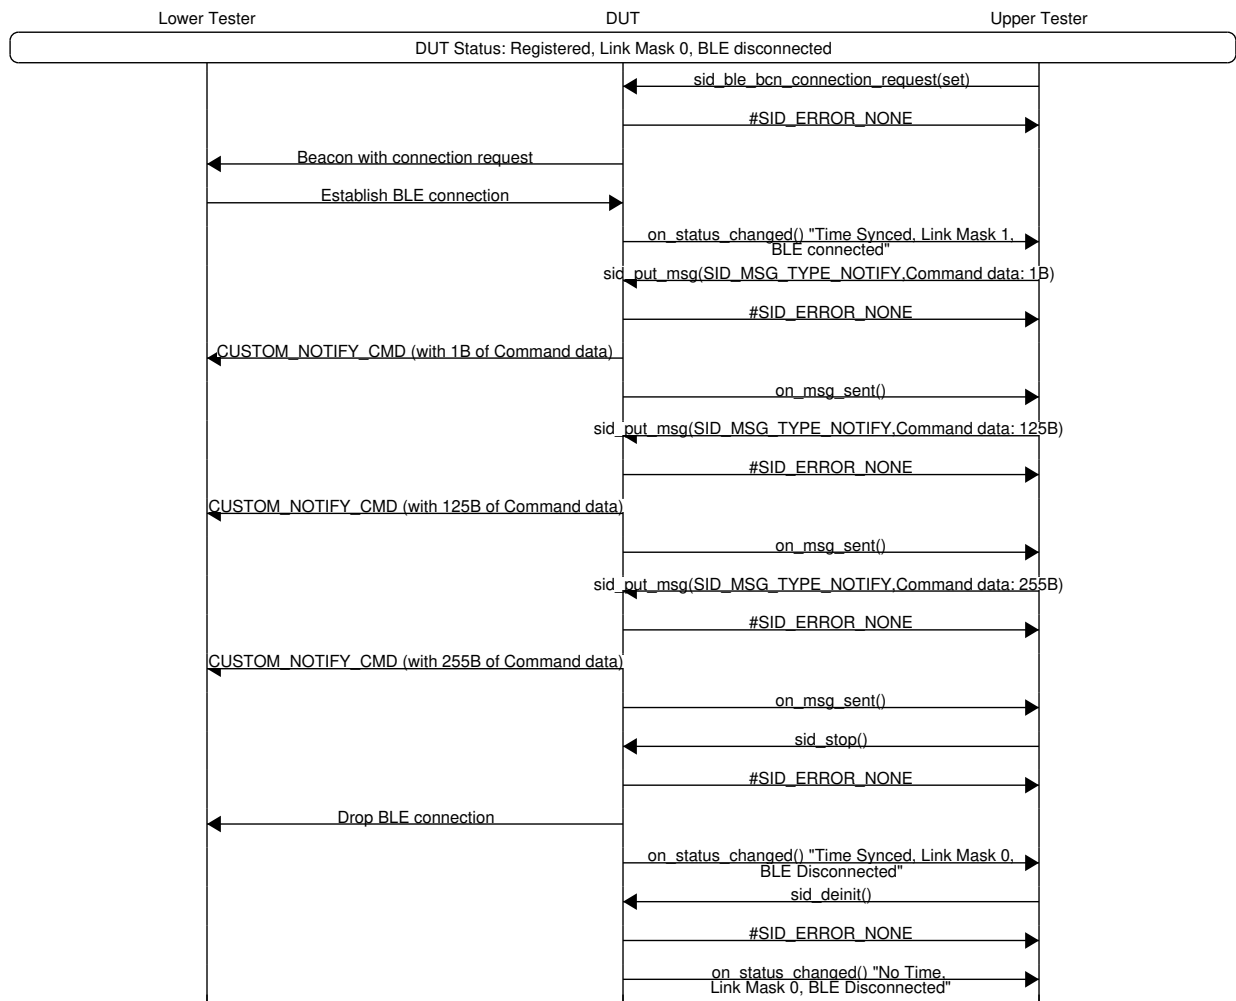 Lower Tester
DUT
Upper Tester
DUT Status: Registered, Link Mask 0, BLE disconnected
sid_ble_bcn_connection_request(set)
#SID_ERROR_NONE
Beacon with connection request
Establish BLE connection
on_status_changed() "Time Synced, Link Mask 1,
BLE connected"
sid_put_msg(SID_MSG_TYPE_NOTIFY,Command data: 1B)
#SID_ERROR_NONE
CUSTOM_NOTIFY_CMD (with 1B of Command data)
on_msg_sent()
sid_put_msg(SID_MSG_TYPE_NOTIFY,Command data: 125B)
#SID_ERROR_NONE
CUSTOM_NOTIFY_CMD (with 125B of Command data)
on_msg_sent()
sid_put_msg(SID_MSG_TYPE_NOTIFY,Command data: 255B)
#SID_ERROR_NONE
CUSTOM_NOTIFY_CMD (with 255B of Command data)
on_msg_sent()
sid_stop()
#SID_ERROR_NONE
Drop BLE connection
on_status_changed() "Time Synced, Link Mask 0,
BLE Disconnected"
sid_deinit()
#SID_ERROR_NONE
on_status_changed() "No Time,
Link Mask 0, BLE Disconnected"